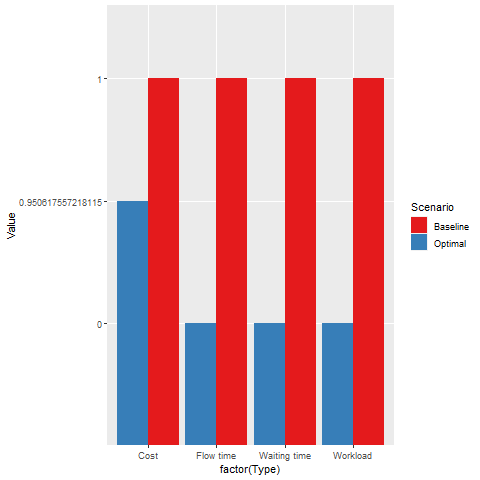 1
0.950617557218115
0
Value
Cost
Flow time
Waiting time
Workload
factor(Type)
Scenario
Baseline
Optimal